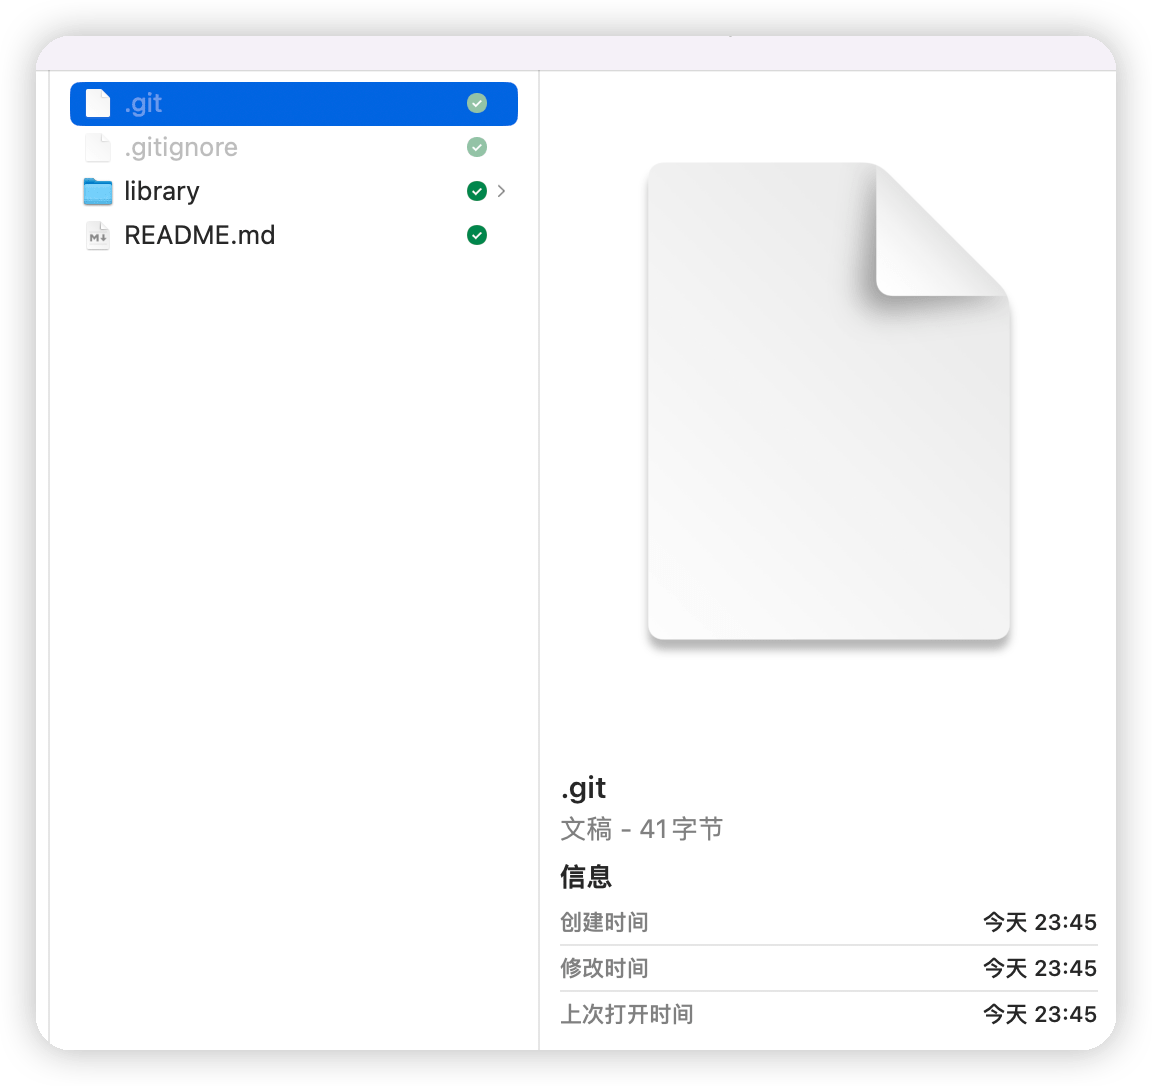 .git
.gitignore
library
README.md
M↓
.git
文稿 - 41字节
信息
创建时间 今天 23:45
修改时间 今天 23:45
上次打开时间 今天 23:45